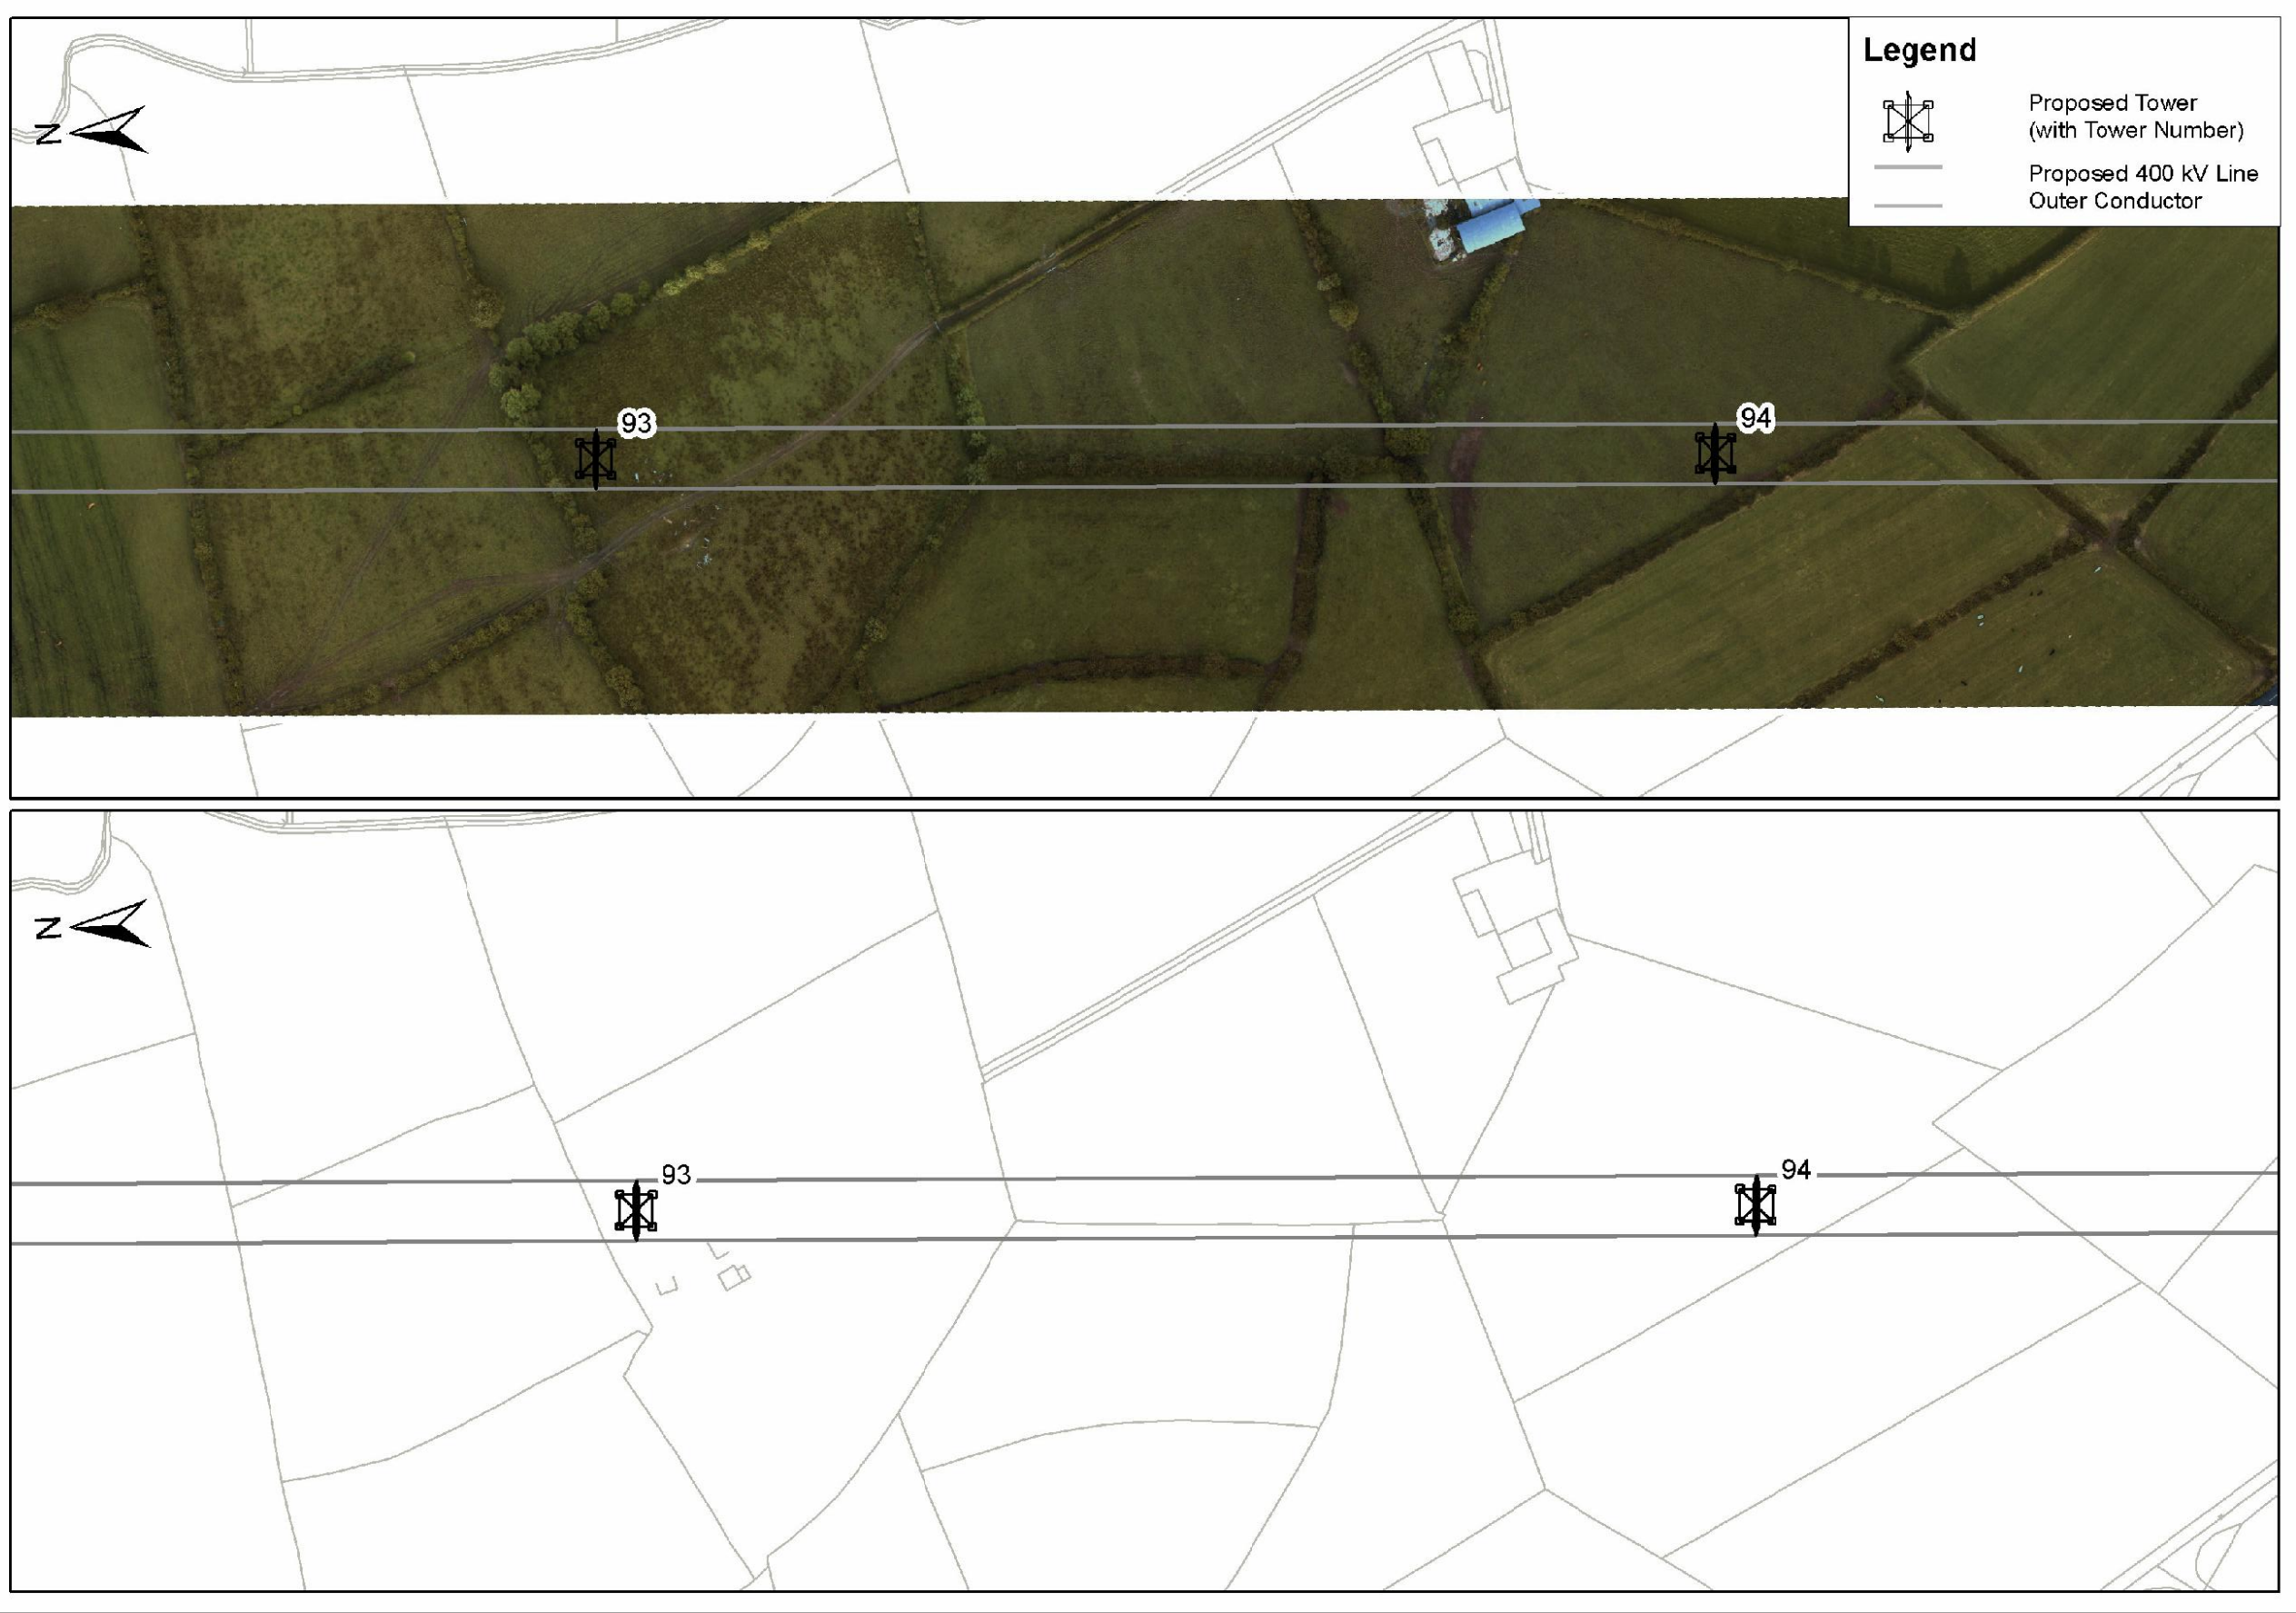 Legend
Proposed Tower
(with Tower Number)
Proposed 400 kV Line
Outer Conductor
N
93
94
N
93
94